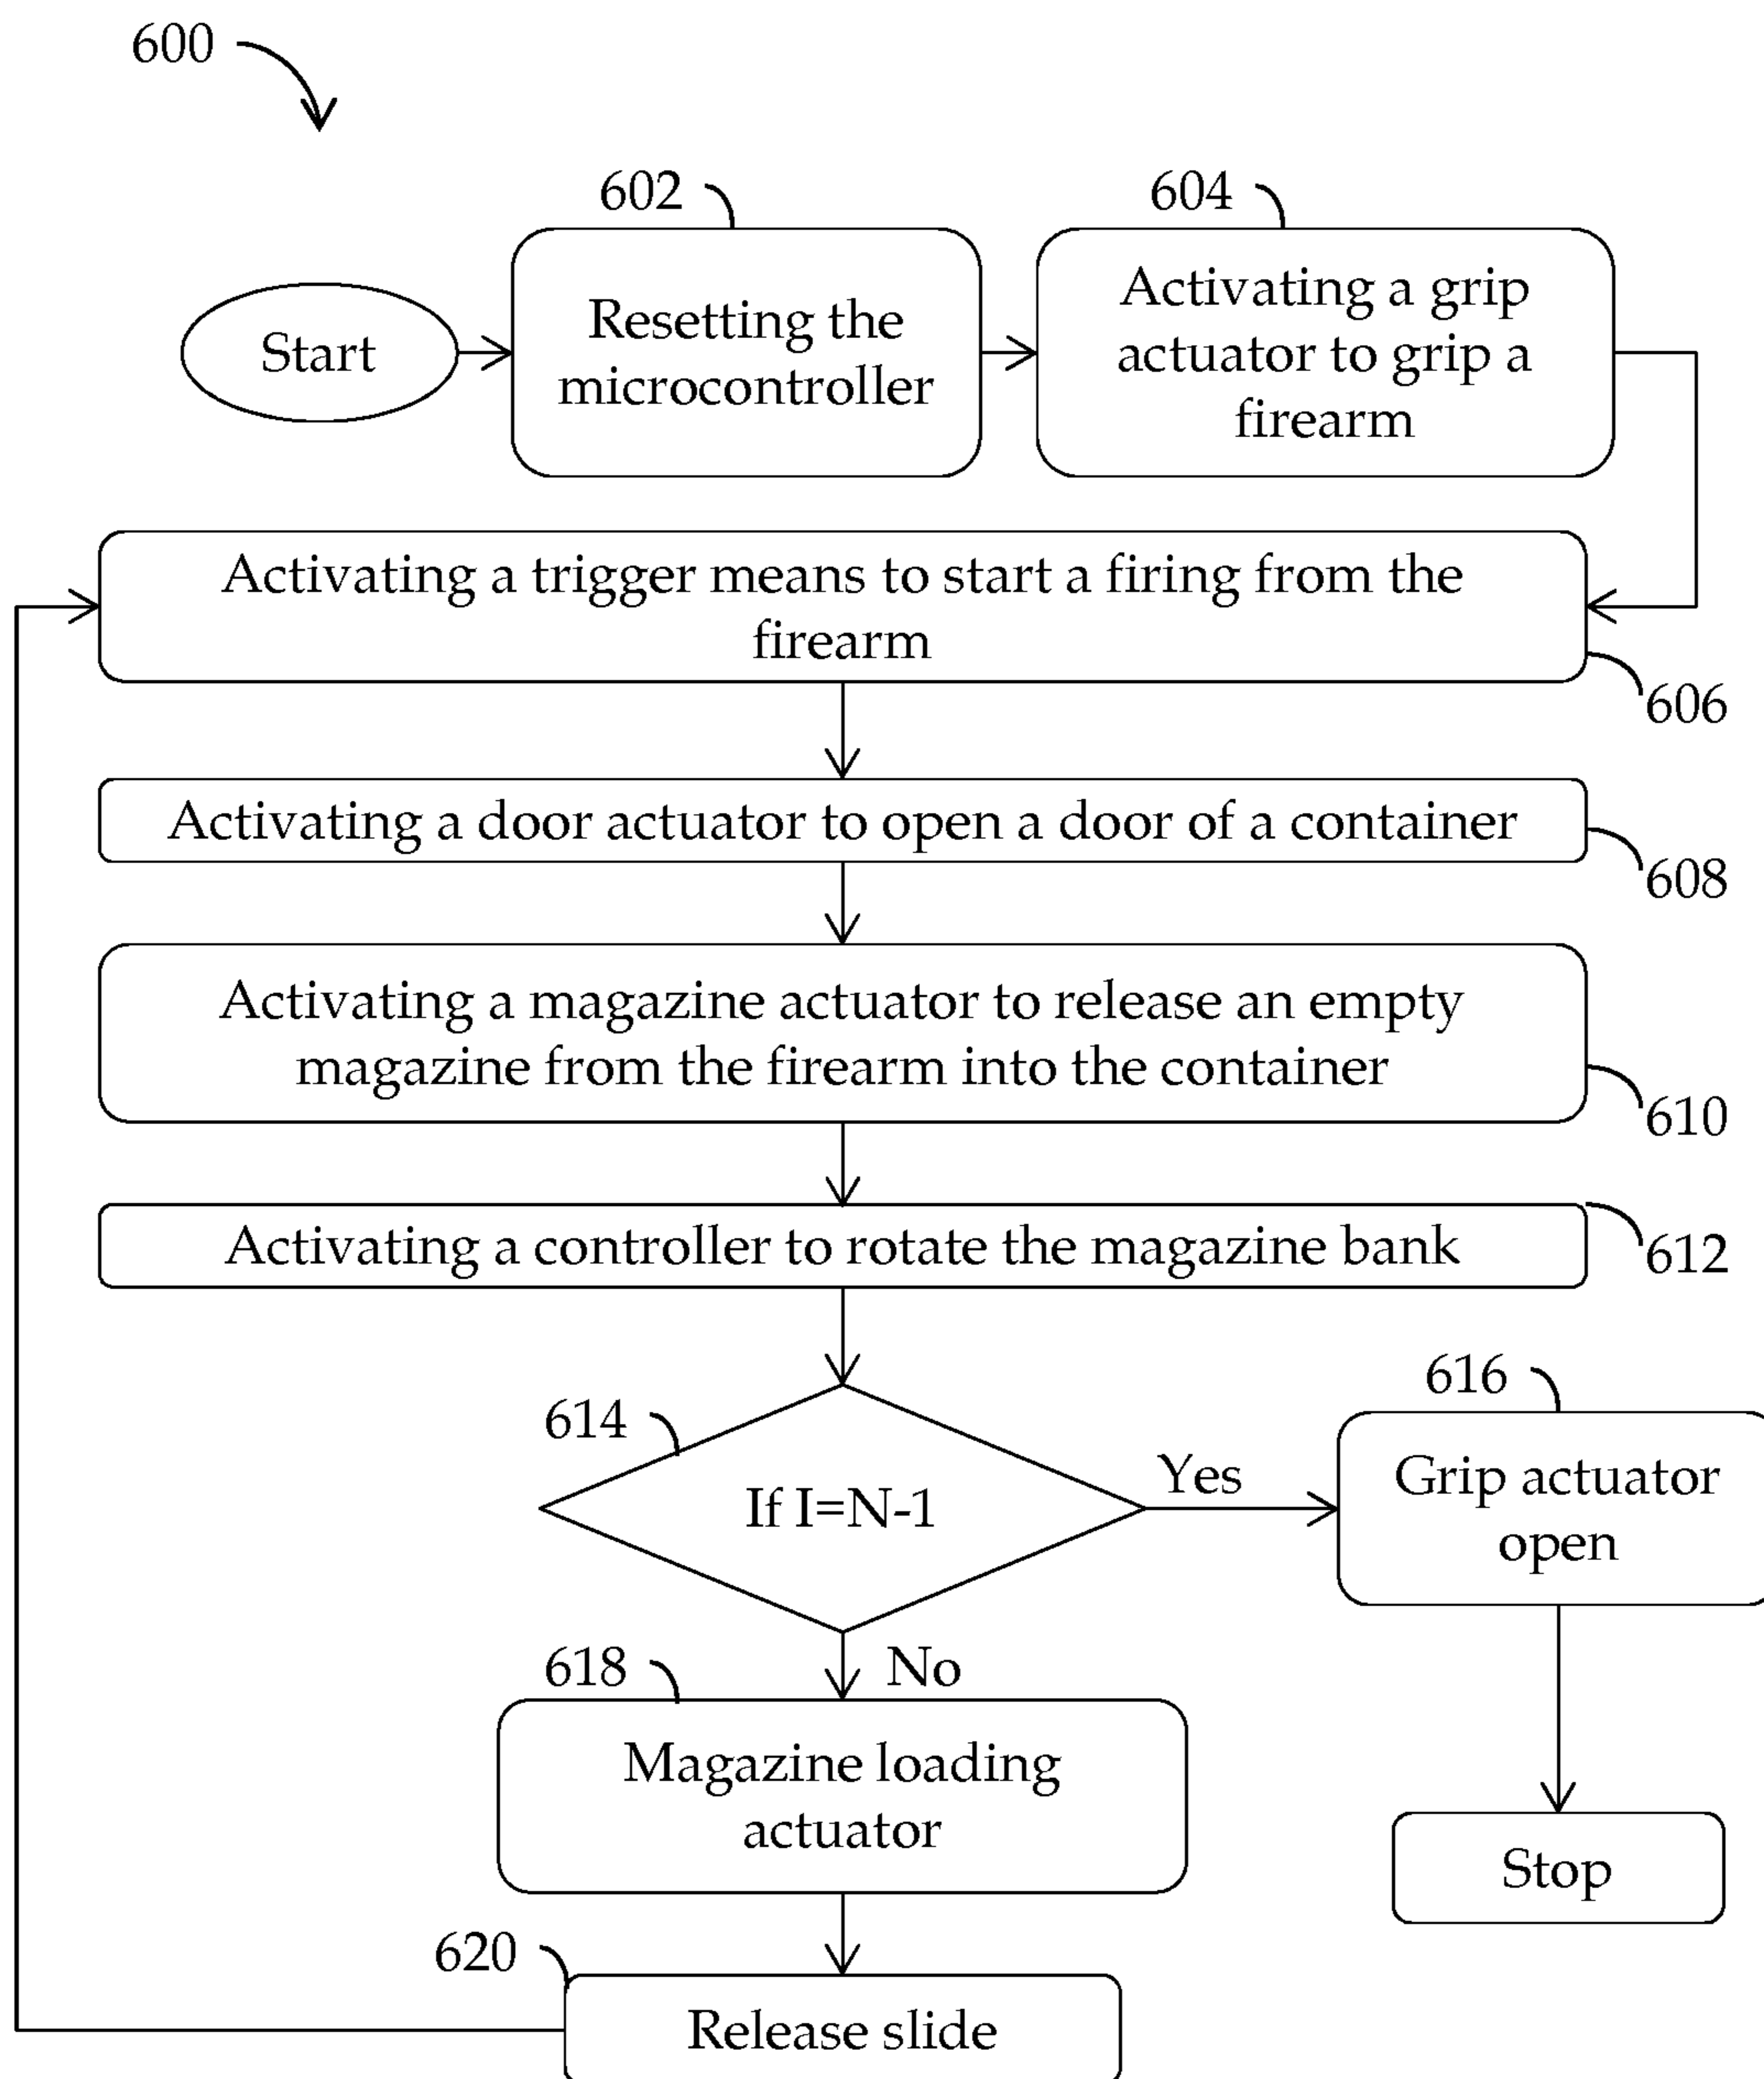 600
602
604
Start
Resetting the
microcontroller
Activating a grip
actuator to grip a
firearm
Activating a trigger means to start a firing from the
firearm
606
Activating a door actuator to open a door of a container
608
Activating a magazine actuator to release an empty
magazine from the firearm into the container
610
Activating a controller to rotate the magazine bank
612
614
If I=N-1
Yes
616
Grip actuator
open
No
618
Magazine loading
actuator
Stop
620
Release slide